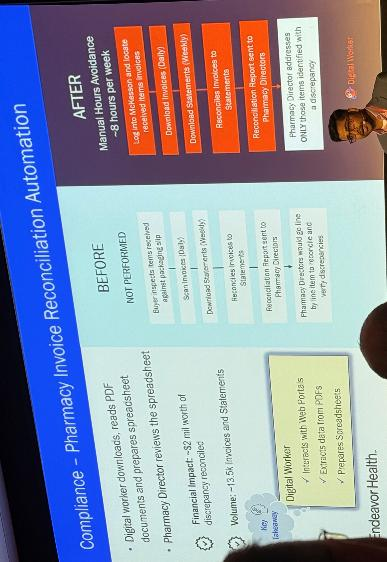 Compliance – Pharmacy Invoice Reconciliation Automation
• Digital worker downloads, reads PDF
documents and prepares spreadsheet
• Pharmacy Director reviews the spreadsheet
Financial Impact: ~$2 mil worth of
discrepancy reconciled
Volume: ~13.5k Invoices and Statements
Key
Takeaway
Digital Worker
✓ Interacts with Web Portals
✓ Extracts data from PDFs
✓ Prepares Spreadsheets
Endeavor Health.
BEFORE
NOT PERFORMED
Buyer inspects items received
against packaging slip
Scan Invoices (Daily)
Download Statements (Weekly)
Reconciles Invoices to
Statements
Reconciliation Report sent to
Pharmacy Directors
Pharmacy Directors would go line
by line item to reconcile and
verify discrepancies
AFTER
Manual Hours Avoidance
~8 hours per week
Log into McKesson and locate
received items invoices
Download Invoices (Daily)
Download Statements (Weekly)
Reconciles Invoices to
Statements
Reconciliation Report sent to
Pharmacy Directors
Pharmacy Director addresses
ONLY those items identified with
a discrepancy
Digital Worker